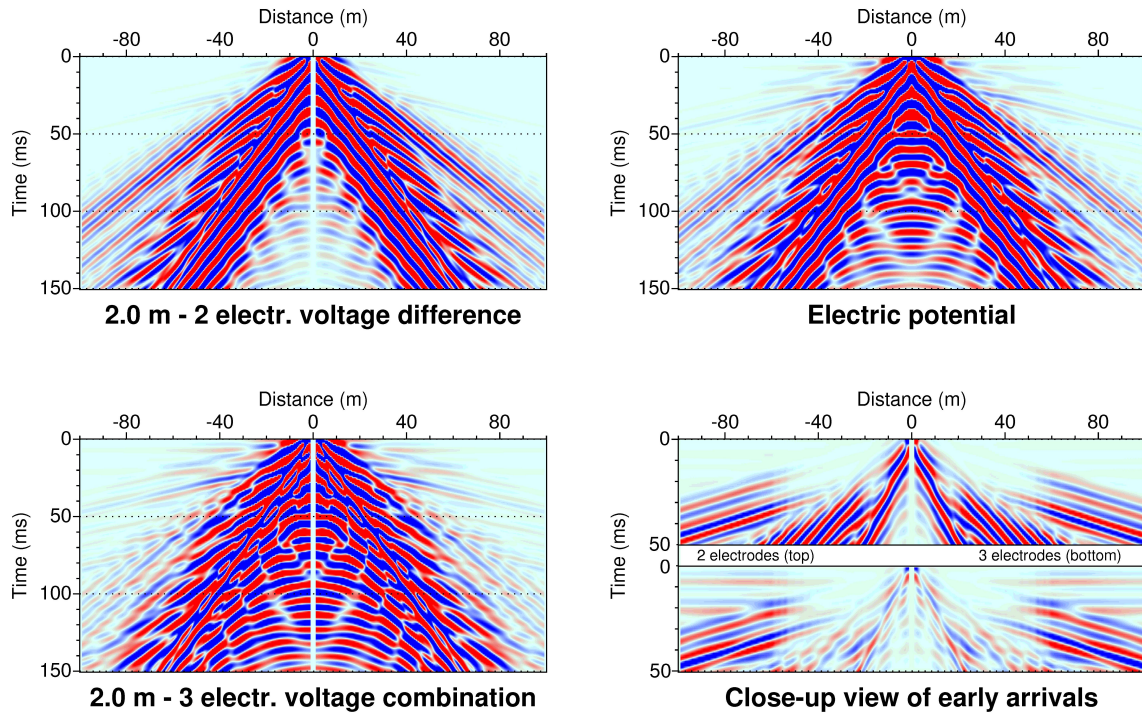 Distance (m)
-80 -40 0 40 80
0
50
100
150
Time (ms)
2.0 m - 2 electr. voltage difference
Distance (m)
-80 -40 0 40 80
0
50
100
150
Time (ms)
Electric potential
Distance (m)
-80 -40 0 40 80
0
50
100
150
Time (ms)
2.0 m - 3 electr. voltage combination
Distance (m)
-80 -40 0 40 80
0
50
2 electrodes (top) 3 electrodes (bottom)
0
50
Time (ms)
Close-up view of early arrivals